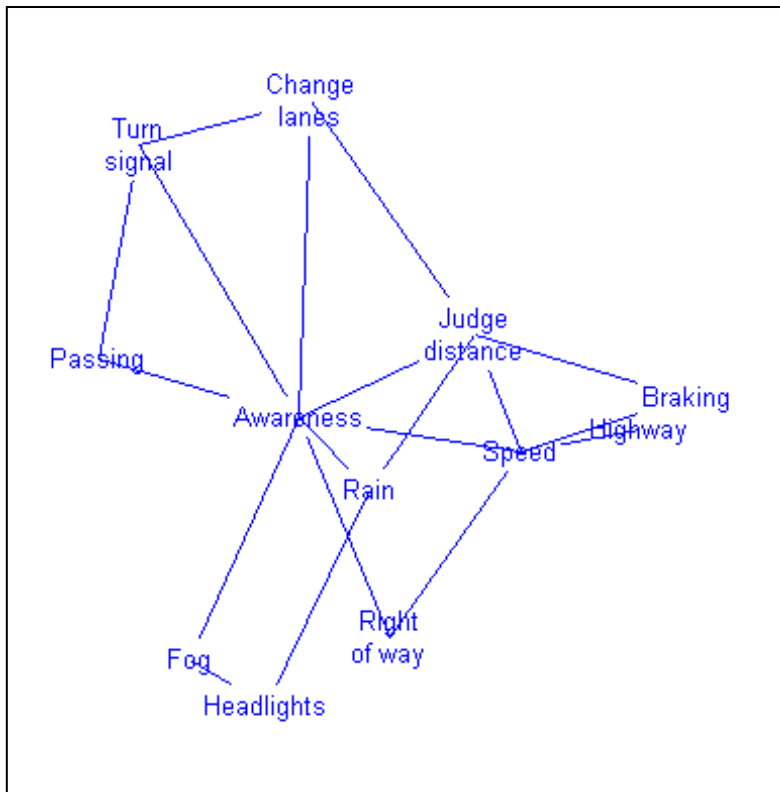 Change
lanes
Turn
signal
Judge
distance
Passing
Braking
Awareness
Highway
Speed
Rain
Right
of way
Fog
Headlights